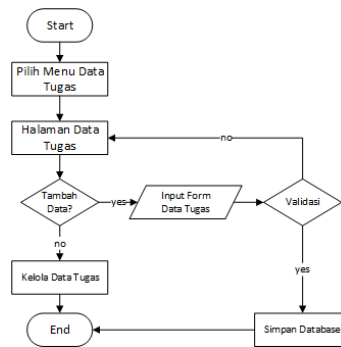 Start
Pilih Menu Data
Tugas
Halaman Data
Tugas
no
Tambah
Data?
yes
Input Form
Data Tugas
Validasi
no
yes
Kelola Data Tugas
End
Simpan Database